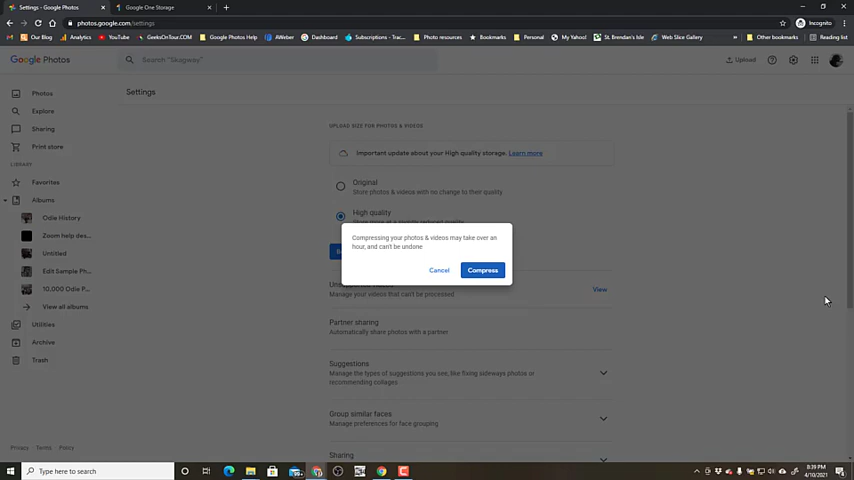 Settings - Google Photos
Google One Storage
photos.google.com/settings
Incognito
Our Blog
Analytics
YouTube
GeeksOnTOUR.COM
Google Photos Help
AWeber
Dashboard
Subscriptions - Trac...
Photo resources
Bookmarks
Personal
My Yahoo!
St. Brendan's Isle
Web Slice Gallery
»
Other bookmarks
Reading list
Google Photos
Search "Skagway"
Upload
Photos
Settings
Explore
Sharing
Print store
LIBRARY
Favorites
Albums
Odie History
Zoom help des...
Untitled
Edit Sample Ph...
10,000 Odie P...
View all albums
Utilities
Archive
Trash
Privacy
Terms
Policy
UPLOAD SIZE FOR PHOTOS & VIDEOS
Important update about your High quality storage. Learn more
Original
Store photos & videos with no change to their quality
High quality
Compressing your photos & videos may take over an
hour, and can't be undone
Cancel
Compress
Manage your videos that can't be processed
View
Partner sharing
Automatically share photos with a partner
Suggestions
Manage the types of suggestions you see, like fixing sideways photos or
recommending collages
Group similar faces
Manage preferences for face grouping
Sharing
Type here to search
99+
8:39 PM
4/10/2021